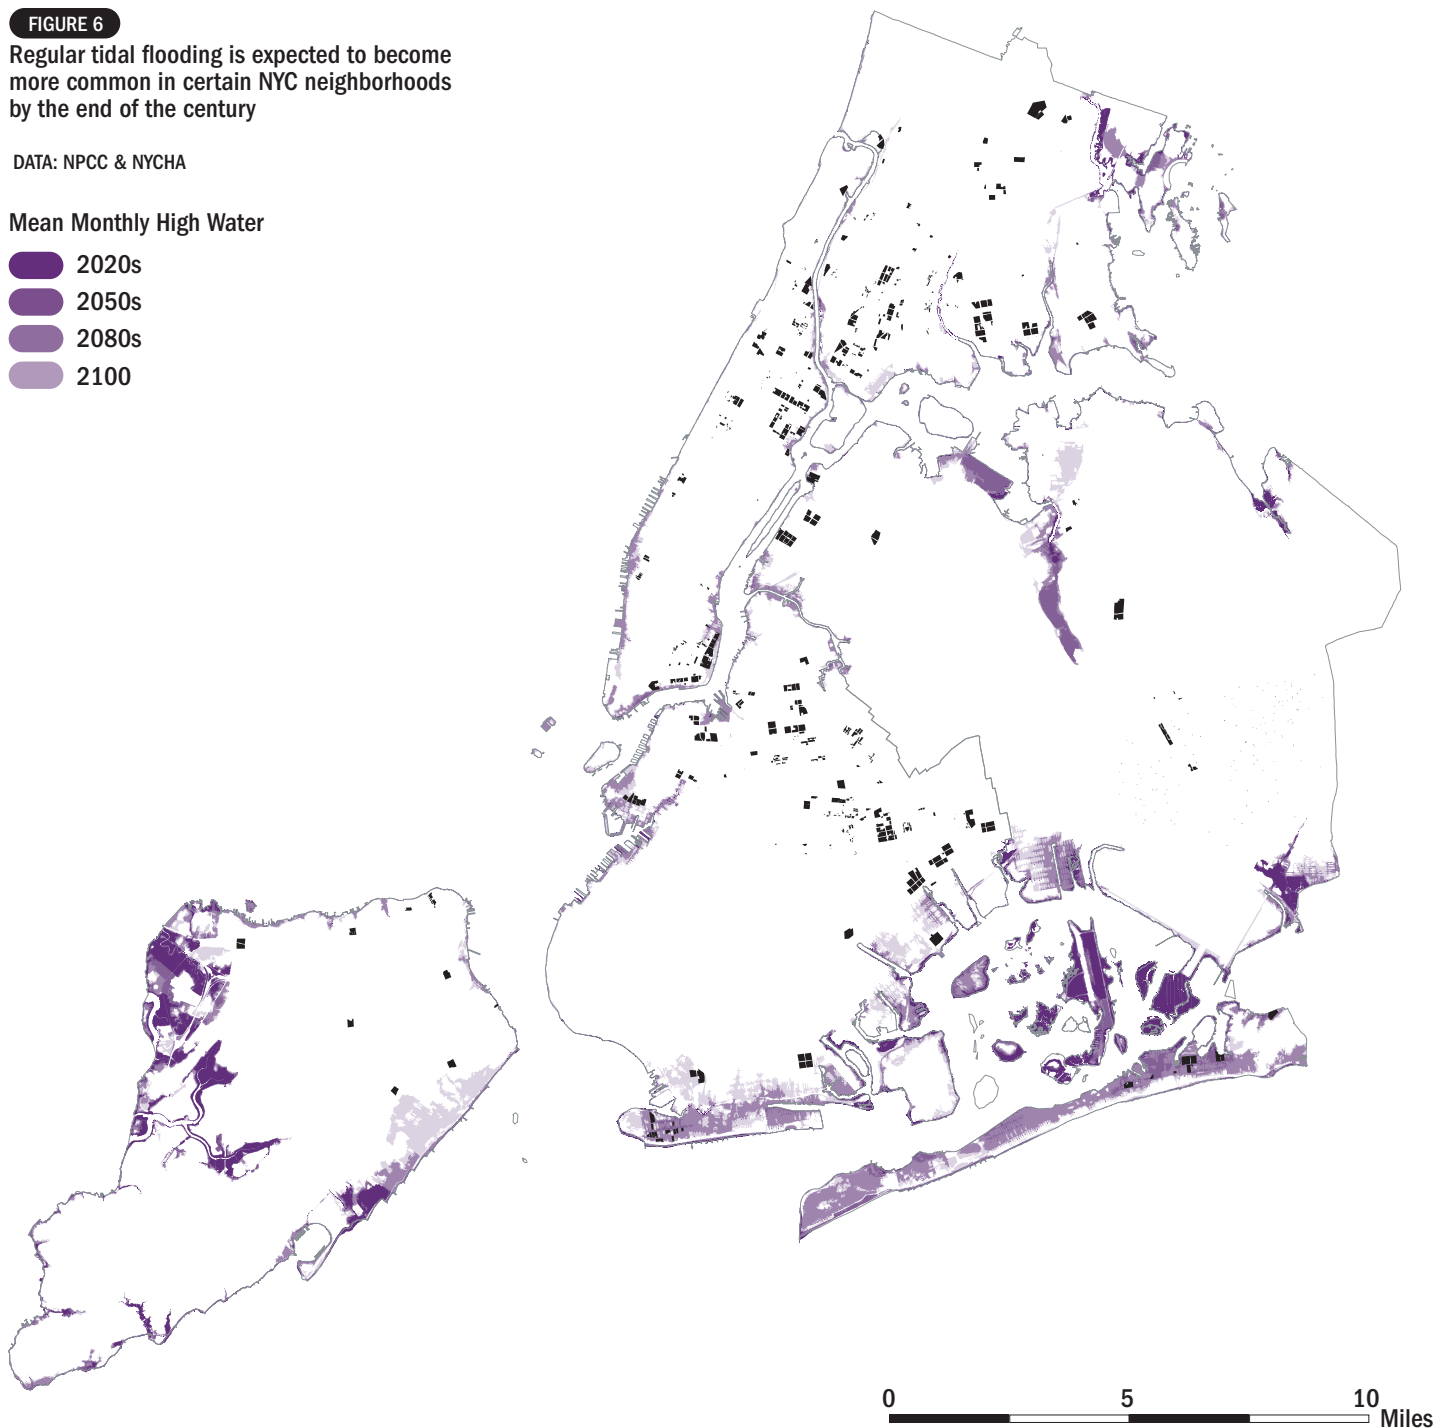 FIGURE 6
Regular tidal flooding is expected to become
more common in certain NYC neighborhoods
by the end of the century
DATA: NPCC & NYCHA
Mean Monthly High Water
2020s
2050s
2080s
2100
0 5 10
Miles